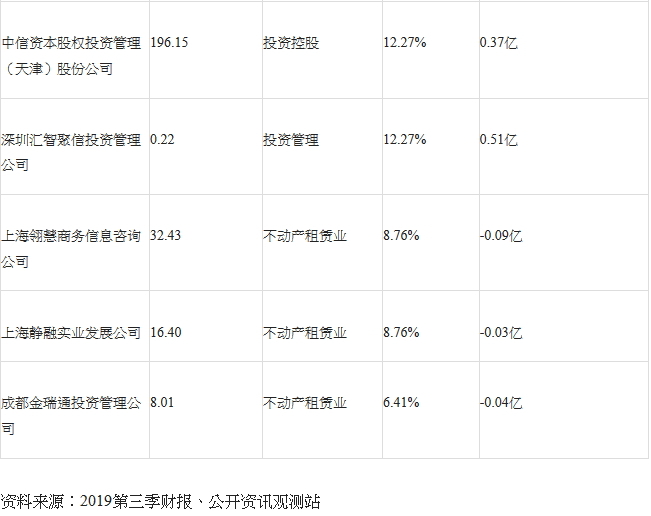 中信资本股权投资管理 196.15 投资控股 12.27% 0.37亿
（天津）股份公司
深圳汇智聚信投资管理 0.22 投资管理 12.27% 0.51亿
公司
上海翎慧商务信息咨询 32.43 不动产租赁业 8.76% -0.09亿
公司
上海静融实业发展公司 16.40 不动产租赁业 8.76% -0.03亿
成都金瑞通投资管理公 8.01 不动产租赁业 6.41% -0.04亿
司
资料来源：2019第三季财报、公开资讯观测站